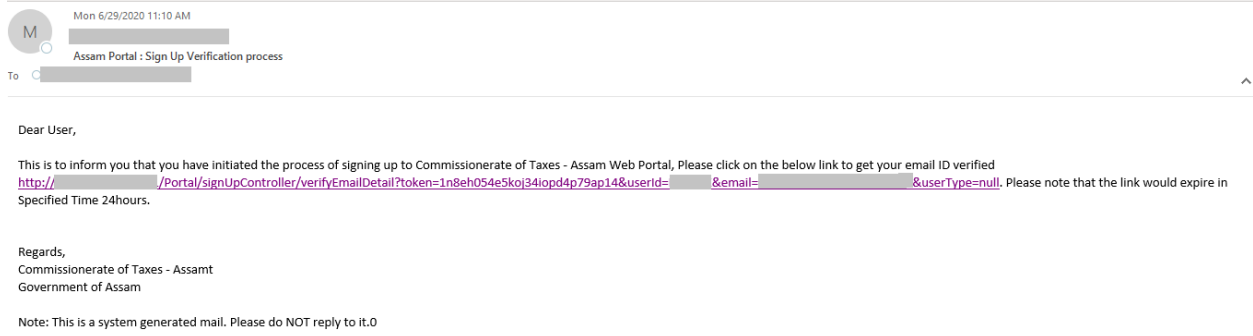 M
Mon 6/29/2020 11:10 AM
Assam Portal : Sign Up Verification process
To
Dear User,
This is to inform you that you have initiated the process of signing up to Commissionerate of Taxes - Assam Web Portal, Please click on the below link to get your email ID verified
http:// ./Portal/signUpController/verifyEmailDetail?token=1n8eh054e5koj34iopd4p79ap14&userId= &email= &userType=null. Please note that the link would expire in
Specified Time 24hours.
Regards,
Commissionerate of Taxes - Assamt
Government of Assam
Note: This is a system generated mail. Please do NOT reply to it.0